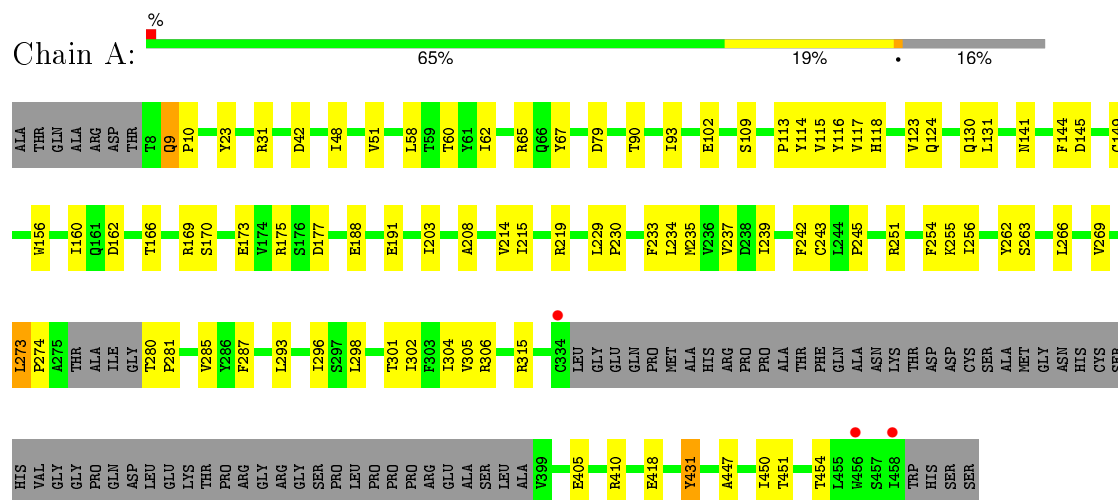 %
Chain A:
65% 19% • 16%
ALA THR GLN ALA ARG ASP THR T8 Q9 P10 Y23 R31 D42 I48 V51 L58 T59 T60 Y61 I62 R65 Q66 Y67 D79 T90 I93 E102 S109 P113 Y114 V115 Y116 V117 H118 V123 Q124 Q130 L131 N141 F144 D145
W156 I160 Q161 D162 T166 R169 S170 E173 V174 R175 S176 D177 E188 E191 I203 A208 V214 I215 R219 L229 P230 F233 L234 M235 V236 V237 D238 I239 F242 C243 L244 P245 R251 F254 K255 I256 Y262 S263 L266 V269
L273 P274 A275 THR ALA ILE GLY T280 P281 V285 Y286 F287 L293 I296 S297 L298 T301 I302 F303 I304 V305 R306 R315 C334 LEU GLY GLU GLN PRO MET ALA HIS ARG PRO PRO ALA THR PHE GLN ALA ASN LYS THR ASP ASP CYS SER ALA MET GLY ASN HIS CYS SER
HIS VAL GLY GLY PRO GLN ASP LEU GLU LYS THR PRO ARG GLY ARG GLY SER PRO LEU PRO PRO PRO ARG GLU ALA SER LEU ALA V399 E405 R410 E418 Y431 A447 I450 T451 T454 L455 W456 S457 I458 TRP HIS SER SER